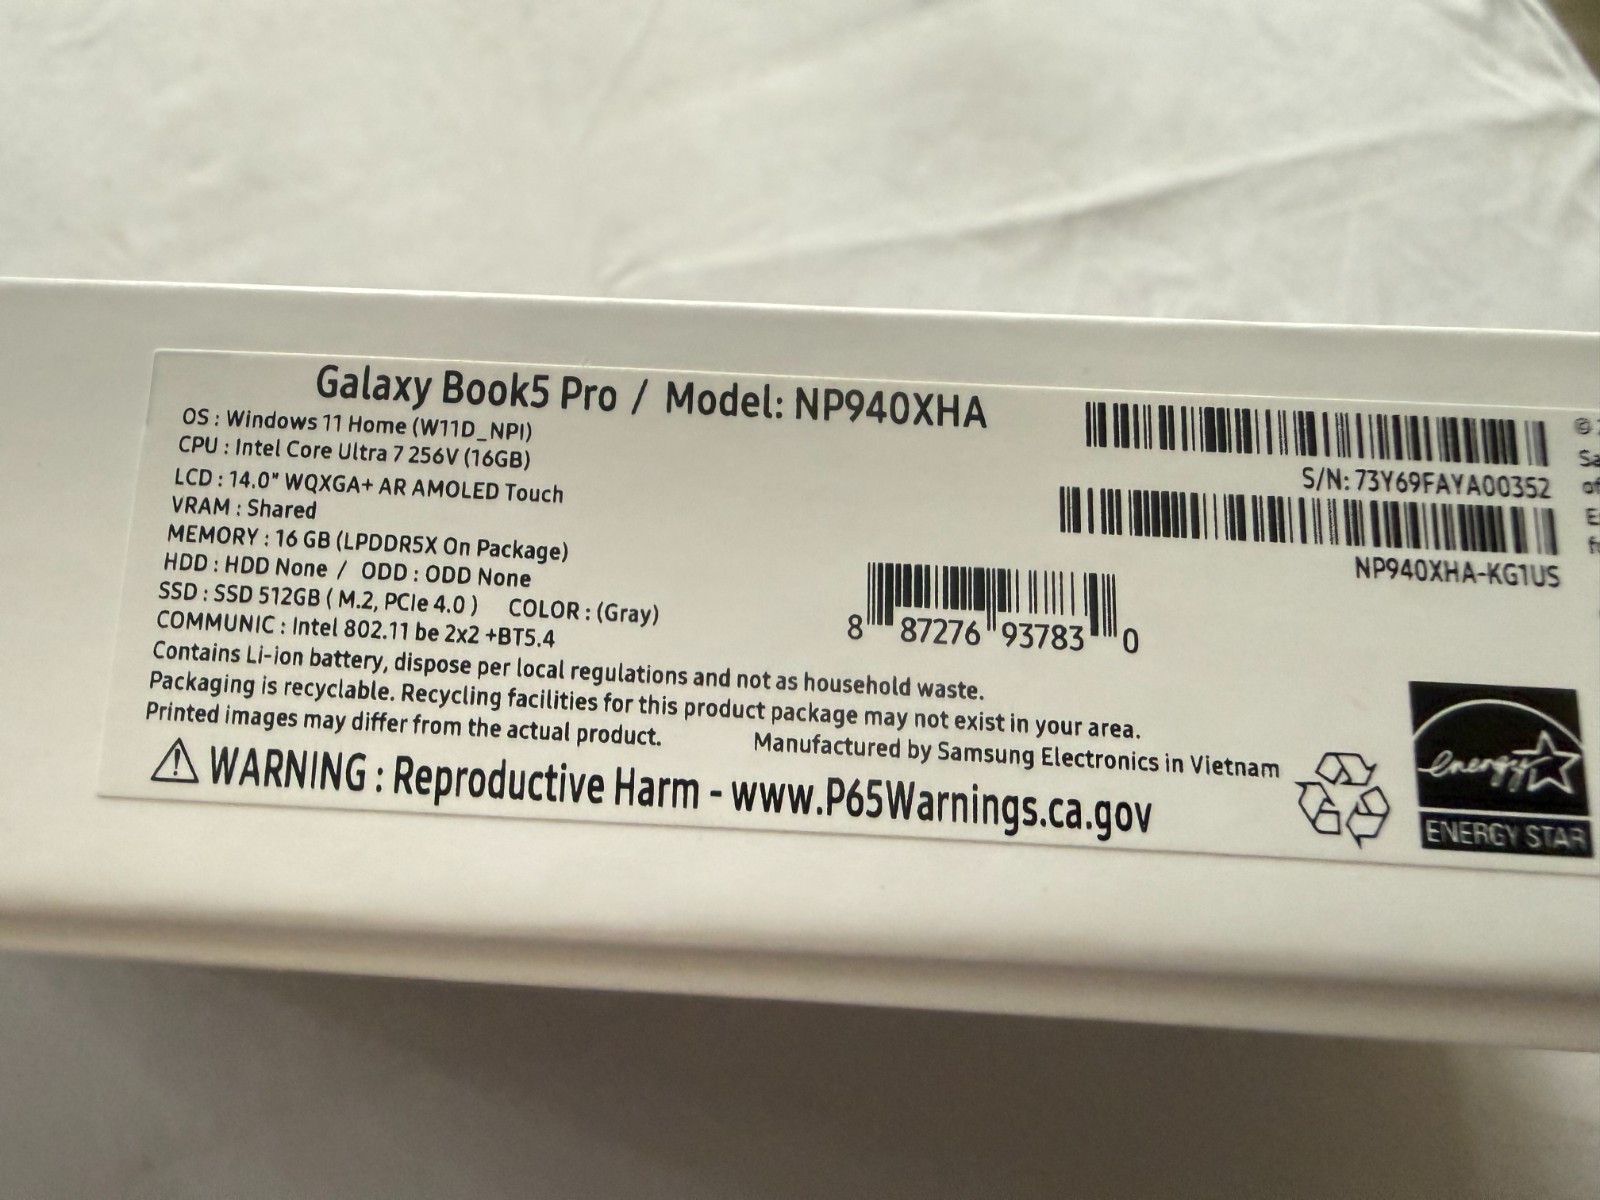 Galaxy Book5 Pro / Model: NP940XHA
OS : Windows 11 Home (W11D_NPI)
CPU : Intel Core Ultra 7 256V (16GB)
LCD : 14.0" WQXGA+ AR AMOLED Touch
VRAM : Shared
MEMORY : 16 GB (LPDDR5X On Package)
HDD : HDD None / ODD : ODD None
SSD : SSD 512GB ( M.2, PCIe 4.0 ) COLOR : (Gray)
COMMUNIC : Intel 802.11 be 2x2 +BT5.4
Contains Li-ion battery, dispose per local regulations and not as household waste.
Packaging is recyclable. Recycling facilities for this product package may not exist in your area.
Printed images may differ from the actual product.
Manufactured by Samsung Electronics in Vietnam
WARNING : Reproductive Harm - www.P65Warnings.ca.gov
S/N: 73Y69FAYA00352
NP940XHA-KG1US
8 87276 93783 0
energy
ENERGY STAR